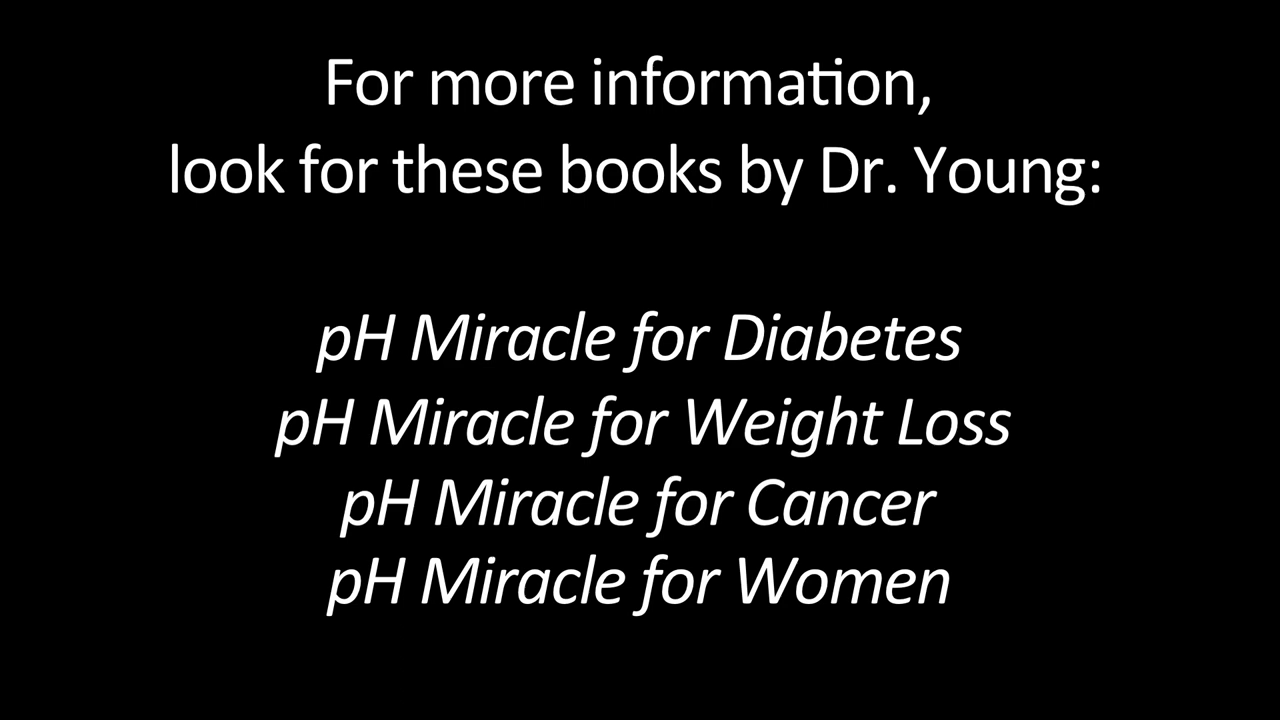 For more information,
look for these books by Dr. Young:
pH Miracle for Diabetes
pH Miracle for Weight Loss
pH Miracle for Cancer
pH Miracle for Women